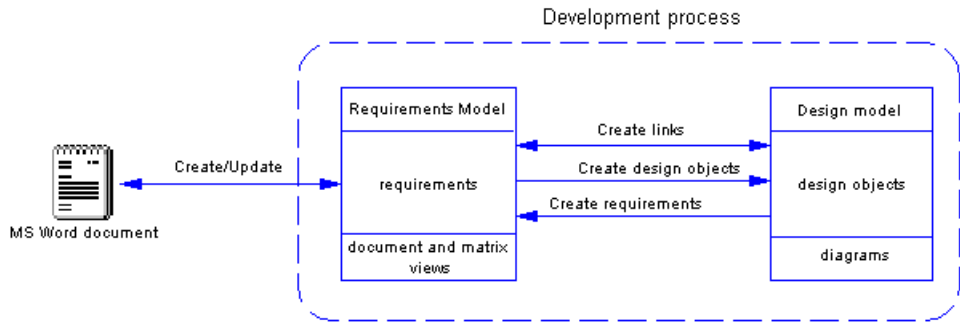 Development process
Requirements Model
Design model
Create links
Create/Update
Create design objects
requirements
design objects
Create requirements
MS Word document
document and matrix
views
diagrams